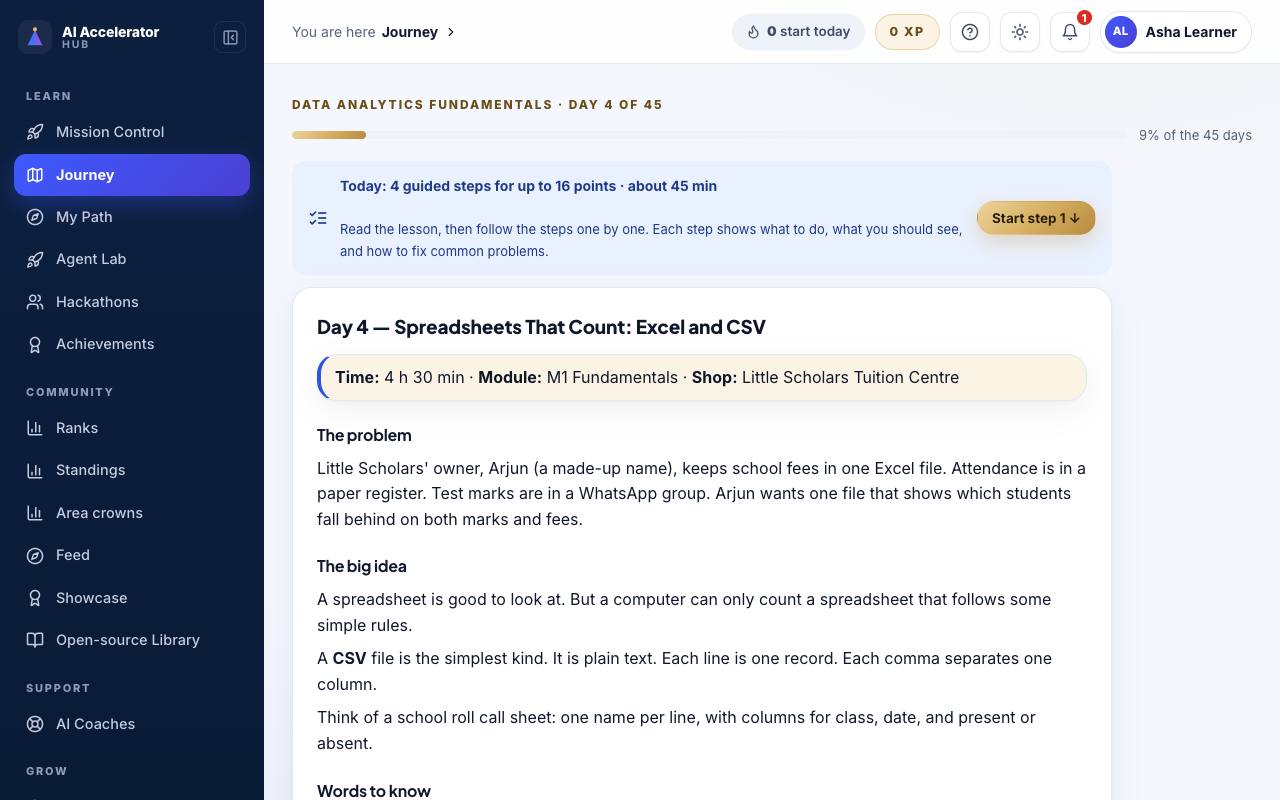 AI Accelerator
HUB
LEARN
Mission Control
Journey
My Path
Agent Lab
Hackathons
Achievements
COMMUNITY
Ranks
Standings
Area crowns
Feed
Showcase
Open-source Library
SUPPORT
AI Coaches
GROW
You are here Journey
0 start today
0 XP
1
AL
Asha Learner
DATA ANALYTICS FUNDAMENTALS · DAY 4 OF 45
9% of the 45 days
Today: 4 guided steps for up to 16 points · about 45 min
Read the lesson, then follow the steps one by one. Each step shows what to do, what you should see,
and how to fix common problems.
Start step 1 ↓
Day 4 — Spreadsheets That Count: Excel and CSV
Time: 4 h 30 min · Module: M1 Fundamentals · Shop: Little Scholars Tuition Centre
The problem
Little Scholars' owner, Arjun (a made-up name), keeps school fees in one Excel file. Attendance is in a
paper register. Test marks are in a WhatsApp group. Arjun wants one file that shows which students
fall behind on both marks and fees.
The big idea
A spreadsheet is good to look at. But a computer can only count a spreadsheet that follows some
simple rules.
A CSV file is the simplest kind. It is plain text. Each line is one record. Each comma separates one
column.
Think of a school roll call sheet: one name per line, with columns for class, date, and present or
absent.
Words to know